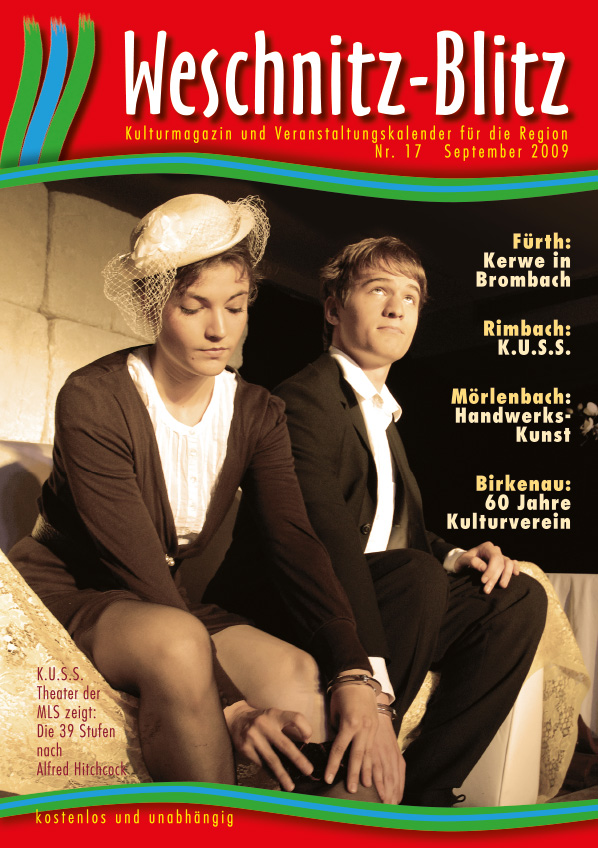 Weschnitz-Blitz
Kulturmagazin und Veranstaltungskalender für die Region
Nr. 17 September 2009
Fürth:
Kerwe in
Brombach
Rimbach:
K.U.S.S.
Mörlenbach:
Handwerks-
Kunst
Birkenau:
60 Jahre
Kulturverein
K.U.S.S.
Theater der
MLS zeigt:
Die 39 Stufen
nach
Alfred Hitchcock
kostenlos und unabhängig